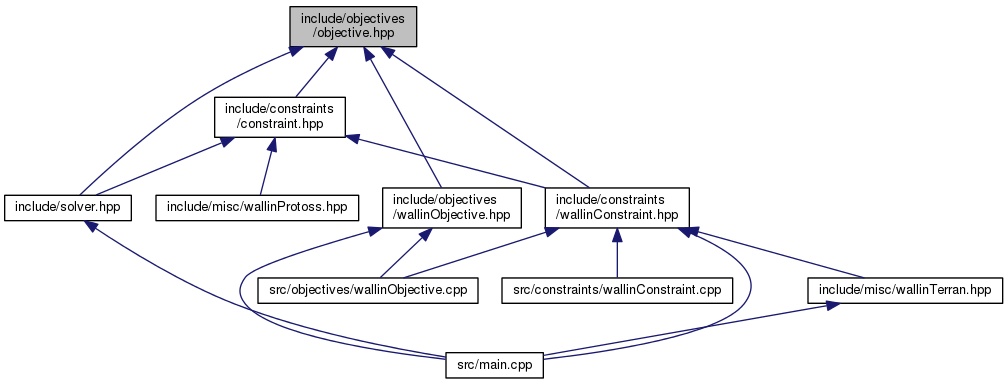 include/objectives
/objective.hpp
include/constraints
/constraint.hpp
include/solver.hpp
include/misc/wallinProtoss.hpp
include/objectives
/wallinObjective.hpp
include/constraints
/wallinConstraint.hpp
src/objectives/wallinObjective.cpp
src/constraints/wallinConstraint.cpp
include/misc/wallinTerran.hpp
src/main.cpp